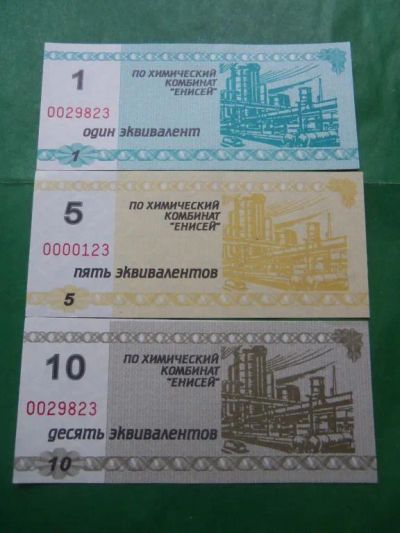 1
ПО ХИМИЧЕСКИЙ
КОМБИНАТ
"ЕНИСЕЙ"
0029823
один эквивалент
1
5
ПО ХИМИЧЕСКИЙ
КОМБИНАТ
"ЕНИСЕЙ"
0000123
пять эквивалентов
5
10
ПО ХИМИЧЕСКИЙ
КОМБИНАТ
"ЕНИСЕЙ"
0029823
десять эквивалентов
10